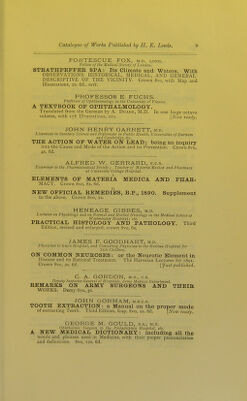 Catalogue of Works Published by H. K. Lewis. 9
FORTESCUE FOX, M.D. LOND.
Fellow of the Medical Society of London.
STRATHPEFFER SPA: Its Climate and Waters. With
OBSERVATIONS HISTORICAL, MEDICAL, AND GENERAL,
DESCRIPTIVE OF THE VICINITY. Crown 8vo, with Map and
Illustrations, 2s. 6d. nett.
PROFESSOR E. FUCHS.
Professor of Ophthalmology in the University of Vienna.
A TEXTBOOK OF OPHTHALMOLOGY.
Translated from the German by A. DUANE, M.D. In one large octavo
volume, with Illustrations, [Now ready.
JOHN HENRY GARRETT, M.D.
Licentiate in Sanitary Science and Diplomate in Public Health, University of Durham
THE ACTION OF WATER ON LEAD: being an inquiry
into the Cause and Mode of the Action and its Prevention. Crown 8vo,
4s. 6d.
ALFRED W. GERRARD, F.C.S.
Examiner to the Pharmaceutical Society; Teacher of Materia Medica and Pharmacy
at University College Hospital
ELEMENTS OF MATERIA MEDICA AND PHAR-
MACY. Crown 8vo, 8s. 6d.
NEW OFFICIAL REMEDIES, B.P., 1890. Supplement
to the above. Crown 8vo, 1s.
HENEAGE GIBBES, M.D.
Lecturer on Physiology and on Normal and Morbid Histology in the Medical School of
Westminster Hospital; etc.
PRACTICAL HISTOLOGY AND PATHOLOGY. Third
Edition, revised and enlarged, crown 8vo, 6s.
JAMES F. GOODHART, M.D.
Physician to Guy's Hospital, and Consulting Physician to the Evelina Hospital for
Sick Children.
ON COMMON NEUROSES: or the Neurotic Element in
Disease and its Rational Treatment. The Harveian Lectures for 1891.
Crown 8vo, 2s. 6d. [Just published.
C. A. GORDON, M.D., C.B.
Deputy Inspector General of Hospitals, Army Medical Department.
REMARKS ON ARMY SURGEONS AND THEIR
WORKS. Demy 8vo, 5s.
JOHN GORHAM, M.R.C.S.
TOOTH EXTRACTION: a Manual on the proper mode
of extracting Teeth. Third Edition, fcap. 8vo, 1s. 6d. [Now ready.
GEORGE M. GOULD, B.A., M.D.
Ophthalmic Surgeon to the Philadelphia Hospital, etc.
A NEW MEDICAL DICTIONARY: including all the
words and phrases used in Medicine, with their proper pronunciation
and definitions. 8vo, 12s. 6d.